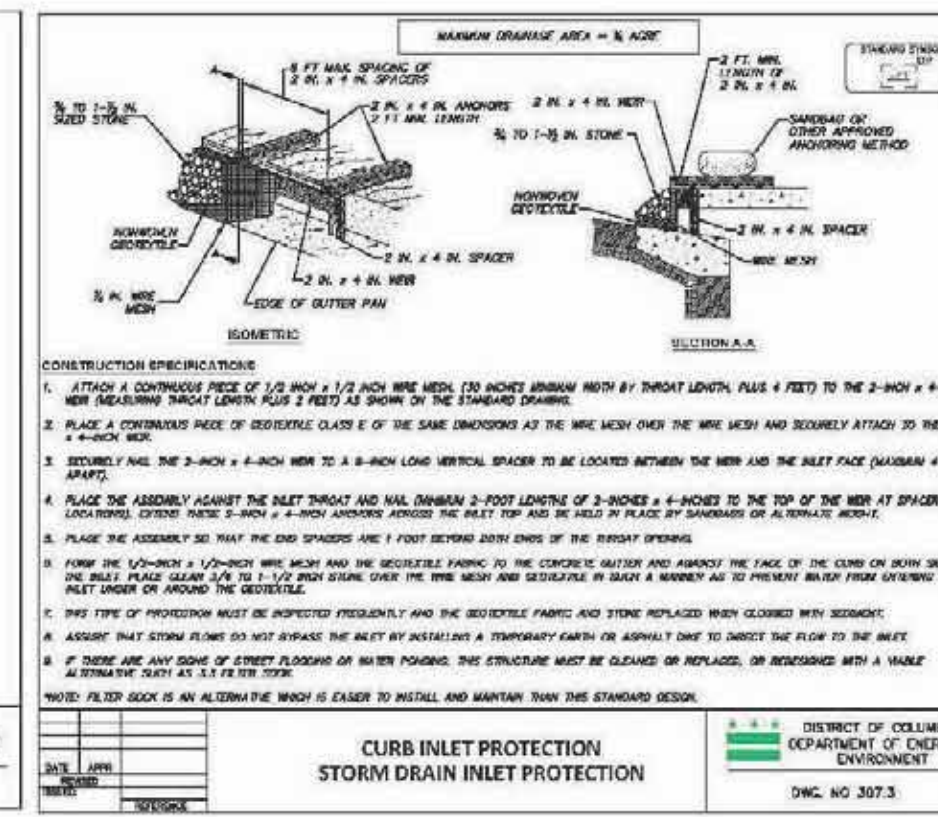 MAXIMUM DRAINAGE AREA = ¼ ACRE
STANDARD SYMBOL
6 FT MAX. SPACING OF
2 IN. x 4 IN. SPACERS
¾ TO 1-½ IN.
SIZED STONE
2 IN. x 4 IN. ANCHORS
2 FT MIN. LENGTH
A
NONWOVEN
GEOTEXTILE
A
2 IN. x 4 IN. SPACER
2 IN. x 4 IN. WEIR
½ IN. WIRE
MESH
EDGE OF GUTTER PAN
ISOMETRIC
2 FT. MIN.
LENGTH OF
2 IN. x 4 IN.
2 IN. x 4 IN. WEIR
¾ TO 1-½ IN. STONE
SANDBAG OR
OTHER APPROVED
ANCHORING METHOD
NONWOVEN
GEOTEXTILE
2 IN. x 4 IN. SPACER
WIRE MESH
SECTION A-A
CONSTRUCTION SPECIFICATIONS
1. ATTACH A CONTINUOUS PIECE OF 1/2 INCH x 1/2 INCH WIRE MESH, (30 INCHES MINIMUM WIDTH BY THROAT LENGTH, PLUS 4 FEET) TO THE 2-INCH x 4-
WEIR (MEASURING THROAT LENGTH PLUS 2 FEET) AS SHOWN ON THE STANDARD DRAWING.
2. PLACE A CONTINUOUS PIECE OF GEOTEXTILE CLASS E OF THE SAME DIMENSIONS AS THE WIRE MESH OVER THE WIRE MESH AND SECURELY ATTACH TO THE
x 4-INCH WEIR.
3. SECURELY NAIL THE 2-INCH x 4-INCH WEIR TO A 9-INCH LONG VERTICAL SPACER TO BE LOCATED BETWEEN THE WEIR AND THE INLET FACE (MAXIMUM 4
APART).
4. PLACE THE ASSEMBLY AGAINST THE INLET THROAT AND NAIL (MINIMUM 2-FOOT LENGTHS OF 2-INCHES x 4-INCHES TO THE TOP OF THE WEIR AT SPACER
LOCATIONS). EXTEND THESE 2-INCH x 4-INCH ANCHORS ACROSS THE INLET TOP AND BE HELD IN PLACE BY SANDBAGS OR ALTERNATE WEIGHT.
5. PLACE THE ASSEMBLY SO THAT THE END SPACERS ARE 1 FOOT BEYOND BOTH ENDS OF THE THROAT OPENING.
6. FORM THE 1/2-INCH x 1/2-INCH WIRE MESH AND THE GEOTEXTILE FABRIC TO THE CONCRETE GUTTER AND AGAINST THE FACE OF THE CURB ON BOTH
THE INLET. PLACE CLEAN 3/4 TO 1-1/2 INCH STONE OVER THE WIRE MESH AND GEOTEXTILE IN SUCH A MANNER AS TO PREVENT WATER FROM ENTERING
INLET UNDER OR AROUND THE GEOTEXTILE.
7. THIS TYPE OF PROTECTION MUST BE INSPECTED FREQUENTLY AND THE GEOTEXTILE FABRIC AND STONE REPLACED WHEN CLOGGED WITH SEDIMENT.
8. ASSURE THAT STORM FLOWS DO NOT BYPASS THE INLET BY INSTALLING A TEMPORARY EARTH OR ASPHALT DIKE TO DIRECT THE FLOW TO THE INLET.
9. IF THERE ARE ANY SIGNS OF STREET FLOODING OR WATER PONDING, THIS STRUCTURE MUST BE CLEANED OR REPLACED, OR REDESIGNED WITH A VIABLE
ALTERNATIVE SUCH AS 3.5 FILTER SOCK.
*NOTE: FILTER SOCK IS AN ALTERNATIVE WHICH IS EASIER TO INSTALL AND MAINTAIN THAN THIS STANDARD DESIGN.
DATE APPR
REVISED
ISSUED:
REFERENCE
CURB INLET PROTECTION
STORM DRAIN INLET PROTECTION
DISTRICT OF COLUM
DEPARTMENT OF ENER
ENVIRONMENT
DWG. NO 307.3